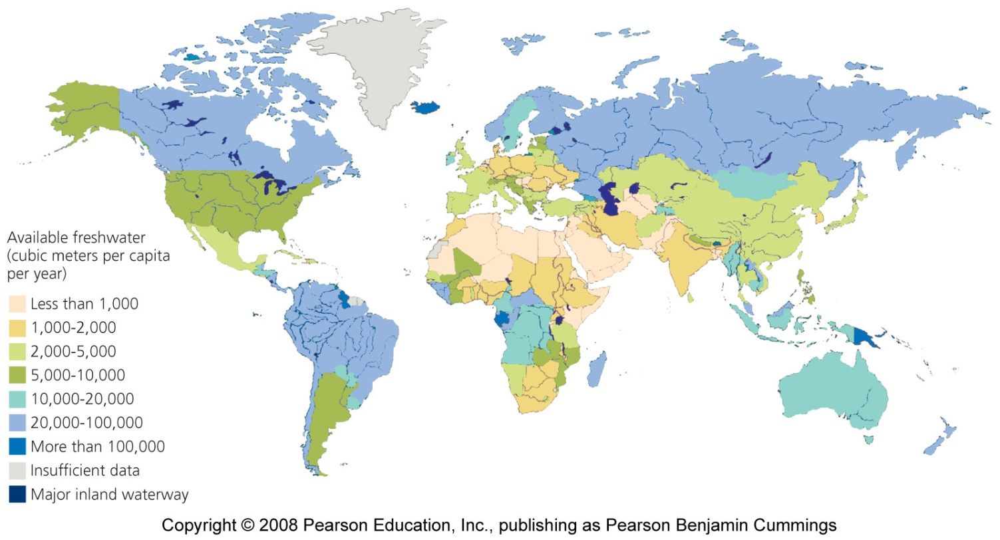 Available freshwater
(cubic meters per capita
per year)
Less than 1,000
1,000-2,000
2,000-5,000
5,000-10,000
10,000-20,000
20,000-100,000
More than 100,000
Insufficient data
Major inland waterway
Copyright © 2008 Pearson Education, Inc., publishing as Pearson Benjamin Cummings